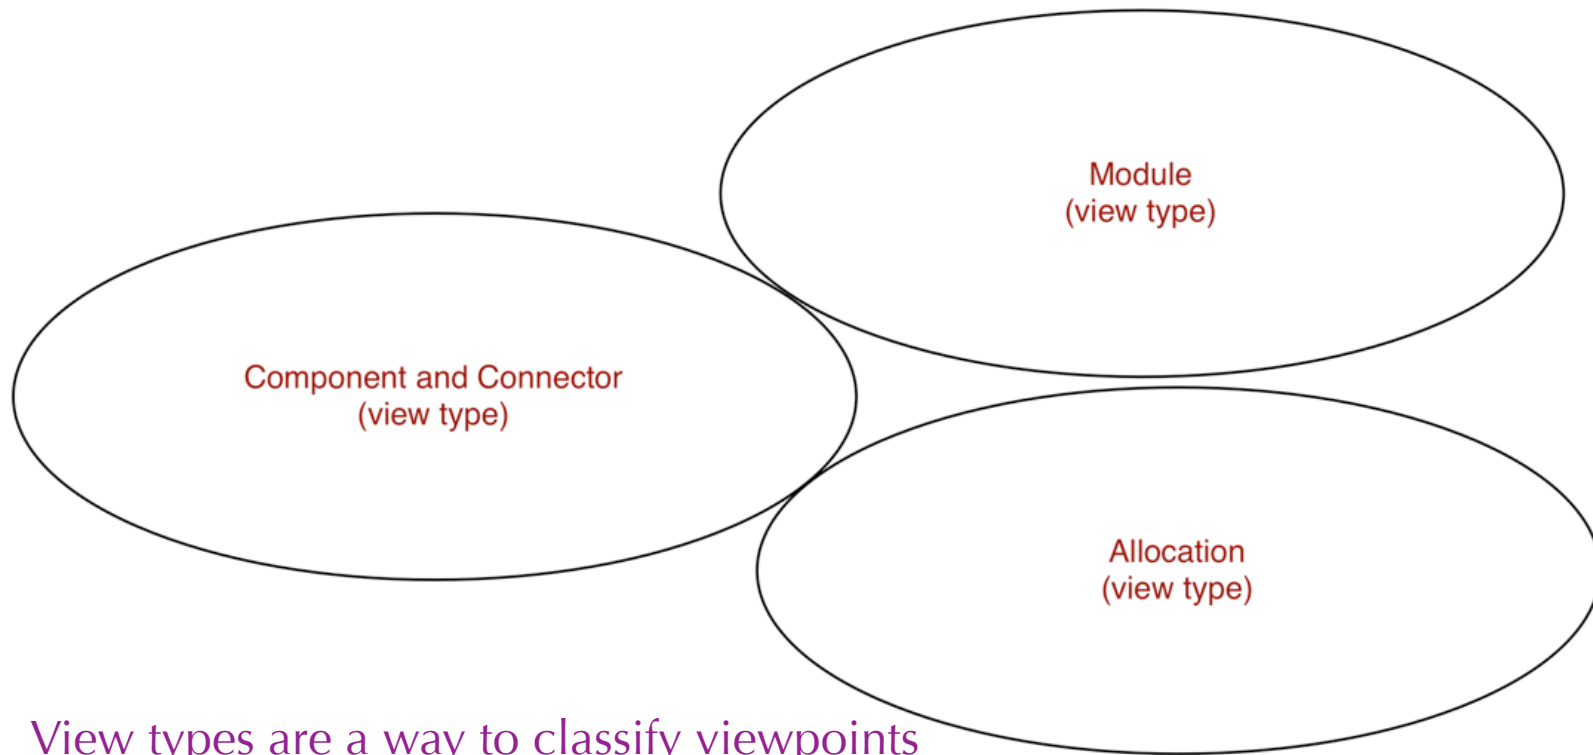 Module
(view type)
Component and Connector
(view type)
Allocation
(view type)
View types are a way to classify viewpoints